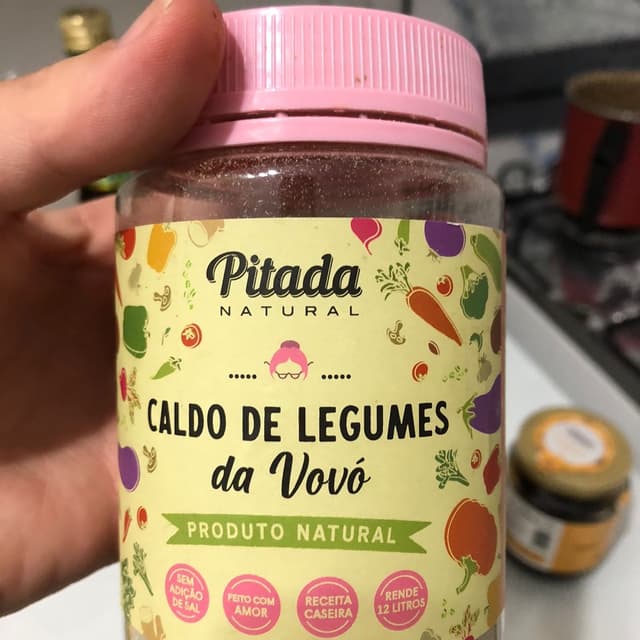 Pitada
NATURAL
CALDO DE LEGUMES
da Vovó
PRODUTO NATURAL
SEM
ADIÇÃO
DE SAL
FEITO COM
AMOR
RECEITA
CASEIRA
RENDE
12 LITROS